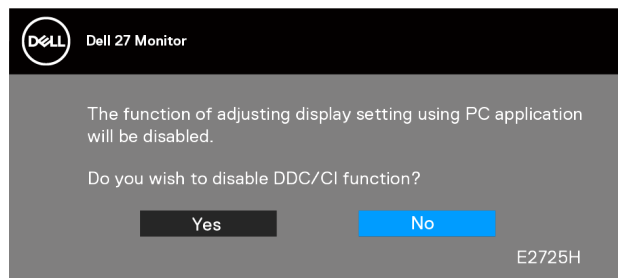 DELL
Dell 27 Monitor
The function of adjusting display setting using PC application
will be disabled.
Do you wish to disable DDC/CI function?
Yes
No
E2725H